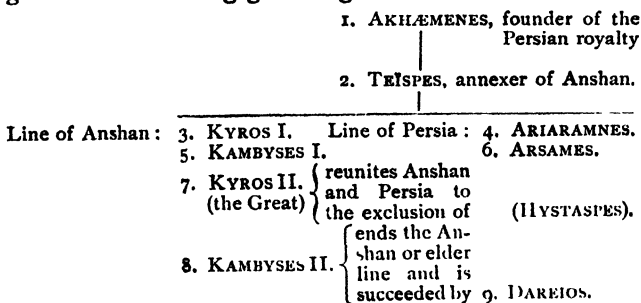 1. AKHÆMENES, founder of the
Persian royalty
2. TEÏSPES, annexer of Anshan.
Line of Anshan : 3. KYROS I. Line of Persia : 4. ARIARAMNES.
5. KAMBYSES I. 6. ARSAMES.
7. KYROS II. (the Great) { reunites Anshan
and Persia to
the exclusion of (HYSTASPES).
8. KAMBYSES II. { ends the An-
shan or elder
line and is
succeeded by 9. DAREIOS.